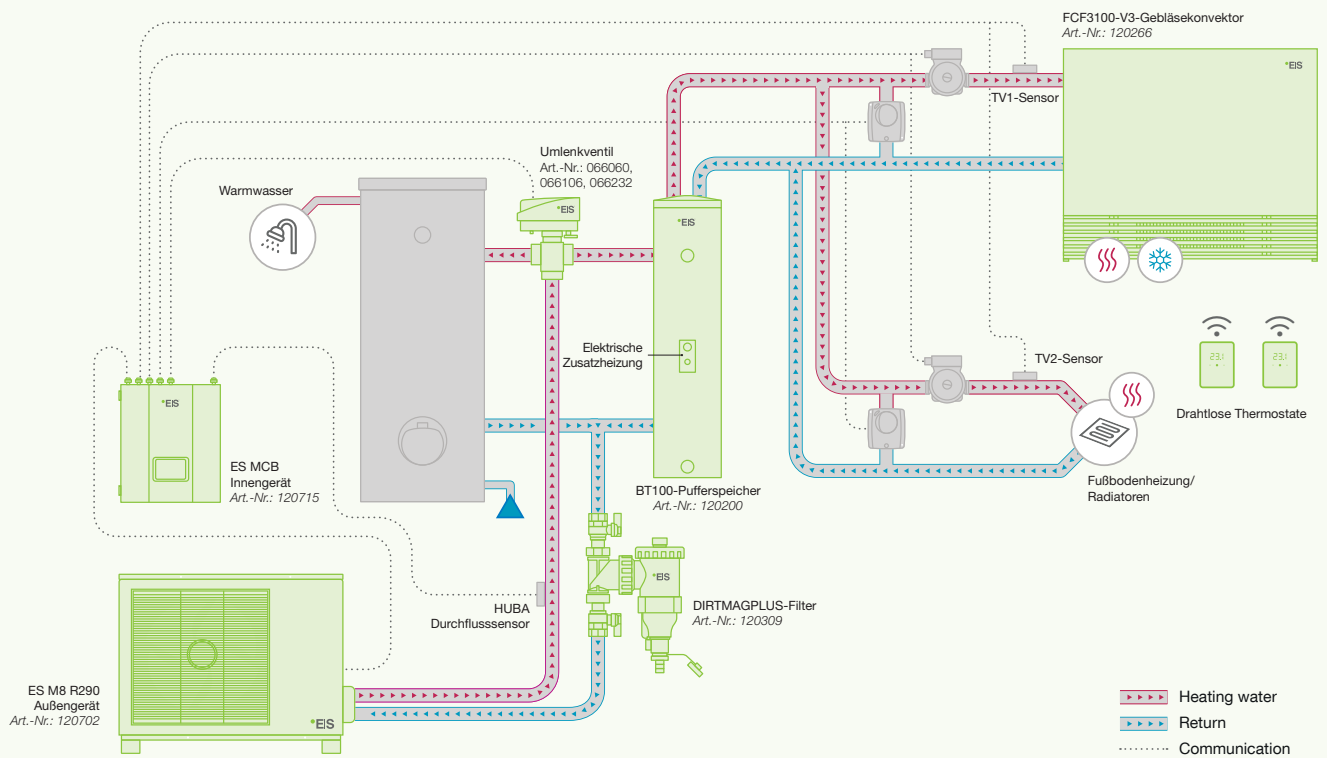 FCF3100-V3-Gebläsekonvektor
Art.-Nr.: 120266
°EIS
TV1-Sensor
Umlenkventil
Art.-Nr.: 066060,
066106, 066232
°EIS
Warmwasser
°EIS
Elektrische
Zusatzheizung
TV2-Sensor
23.1
23.1
Drahtlose Thermostate
°EIS
ES MCB
Innengerät
Art.-Nr.: 120715
BT100-Pufferspeicher
Art.-Nr.: 120200
Fußbodenheizung/
Radiatoren
°EIS
HUBA
Durchflusssensor
DIRTMAGPLUS-Filter
Art.-Nr.: 120309
ES M8 R290
Außengerät
Art.-Nr.: 120702
°EIS
Heating water
Return
Communication